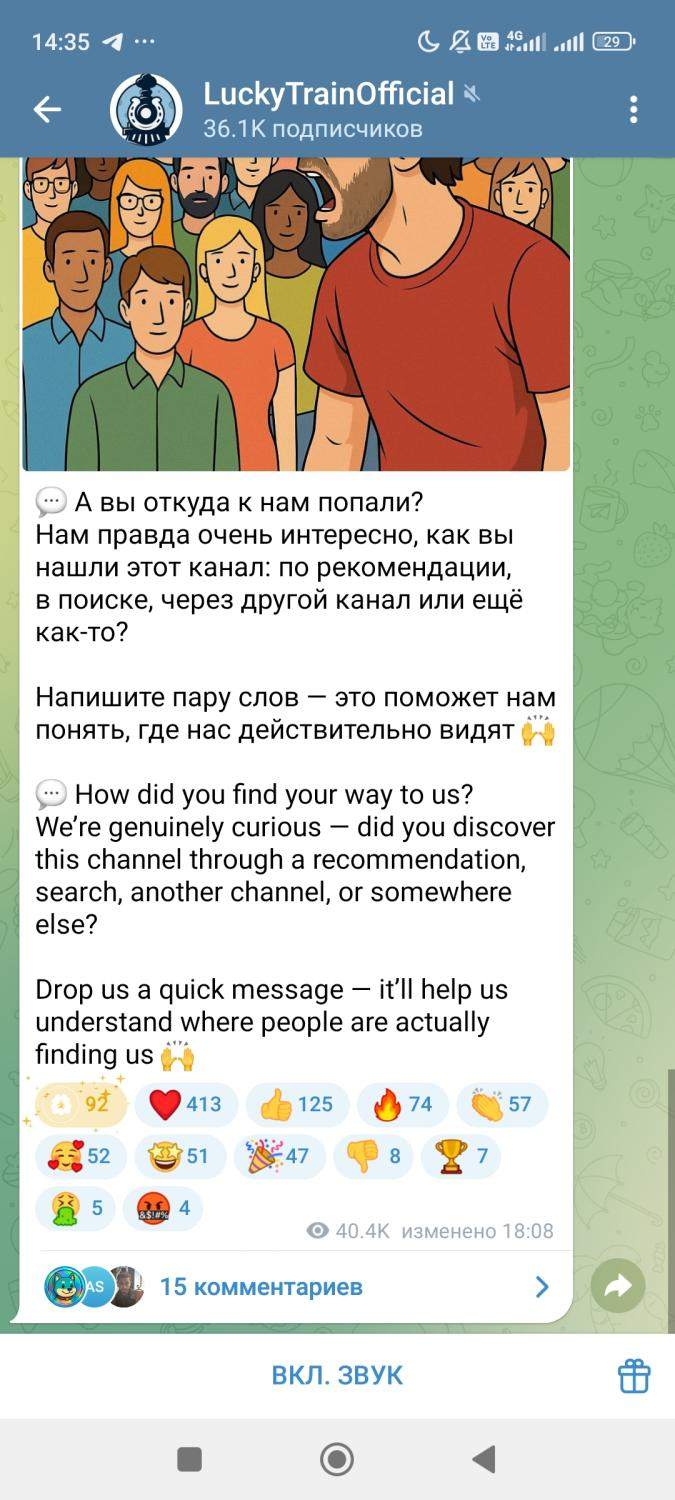 14:35
Vo LTE
4G
29
LuckyTrainOfficial
36.1K подписчиков
💬 А вы откуда к нам попали?
Нам правда очень интересно, как вы
нашли этот канал: по рекомендации,
в поиске, через другой канал или ещё
как-то?
Напишите пару слов — это поможет нам
понять, где нас действительно видят 🙌
💬 How did you find your way to us?
We’re genuinely curious — did you discover
this channel through a recommendation,
search, another channel, or somewhere
else?
Drop us a quick message — it’ll help us
understand where people are actually
finding us 🙌
92 ❤️ 413 👍 125 🔥 74 👏 57
🥰 52 🤩 51 🎉 47 👎 8 🏆 7
🤮 5 🤬 4
40.4K изменено 18:08
AS
15 комментариев
ВКЛ. ЗВУК